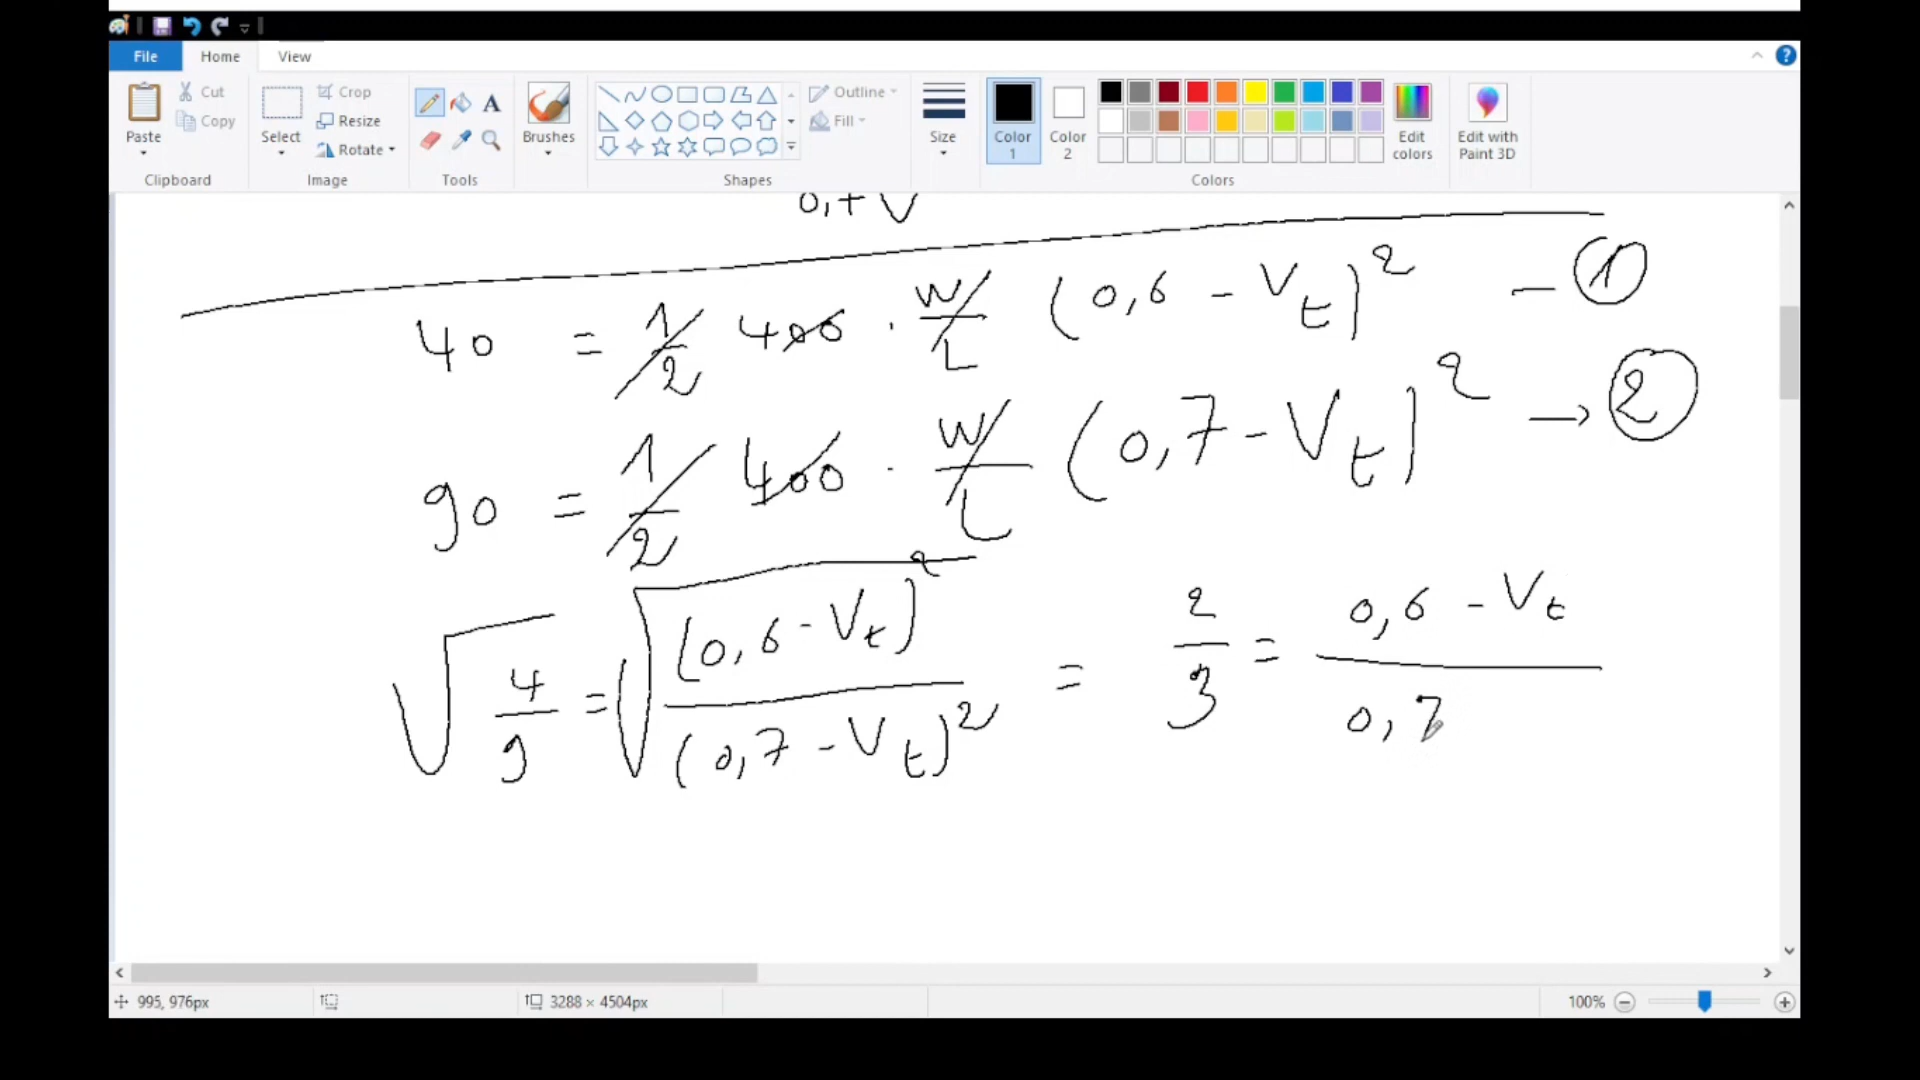 File Home View
Paste Cut Copy Clipboard
Select Crop Resize Rotate Image
A Tools
Brushes
Outline Fill Shapes
Size
Color 1 Color 2 Edit colors Colors
Edit with Paint 3D
0,7 V
40 = 1/2 400 . W/L (0,6 - Vt)² - ①
90 = 1/2 400 . W/L (0,7 - Vt)² → ②
√4/9 = √(0,6 - Vt)²/(0,7 - Vt)² = 2/3 = 0,6 - Vt/0,7
995, 976px 3288 × 4504px 100%